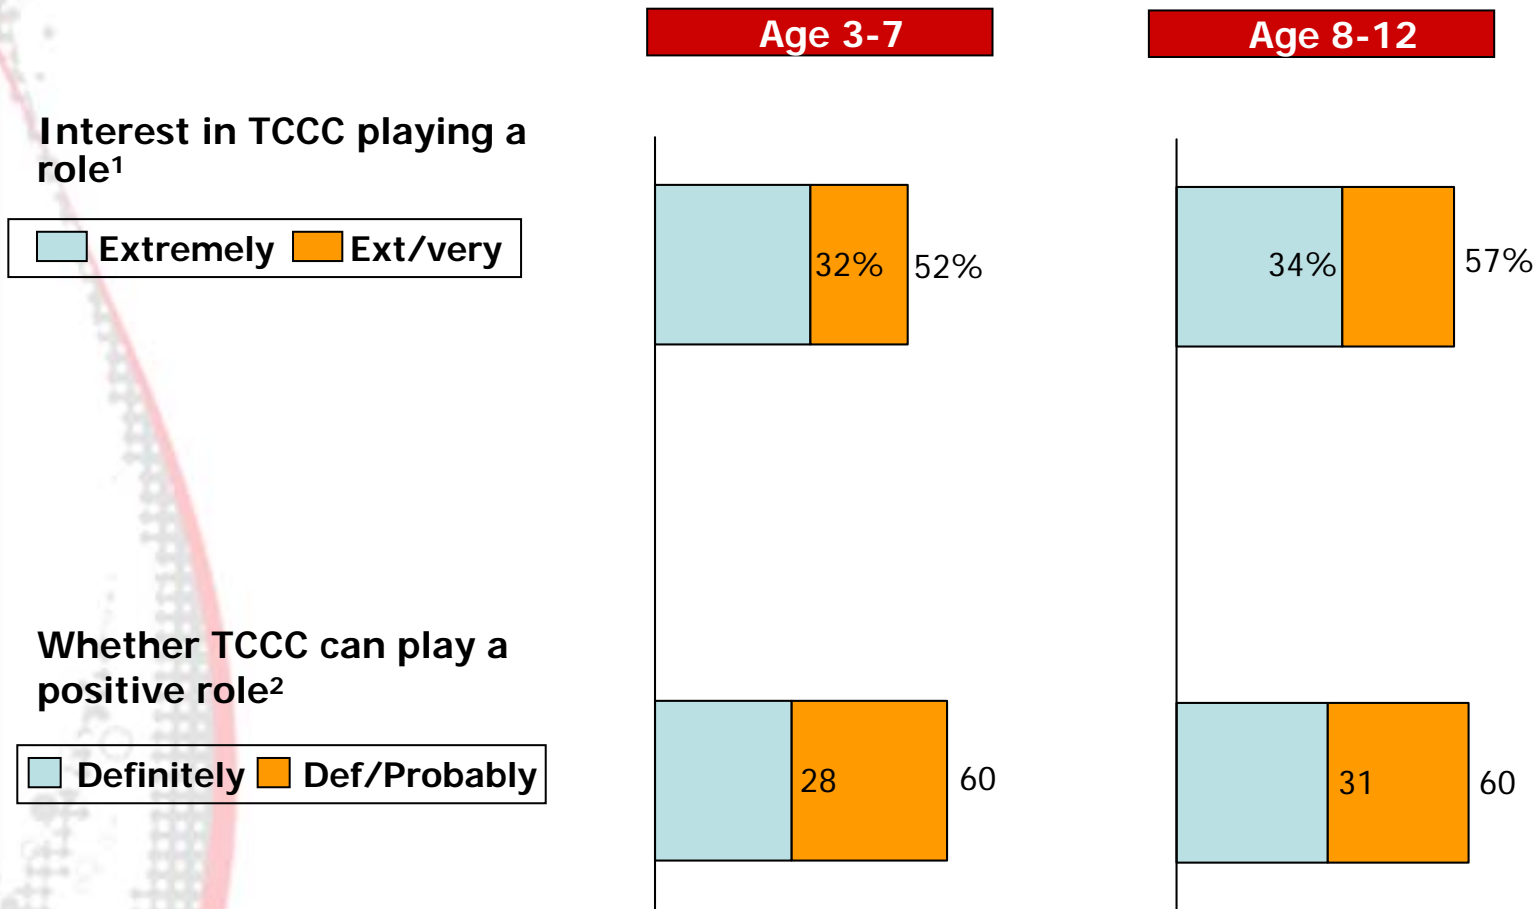 Age 3-7
Age 8-12
Interest in TCCC playing a
role¹
Extremely Ext/very
32% 52%
34% 57%
Whether TCCC can play a
positive role²
Definitely Def/Probably
28 60
31 60